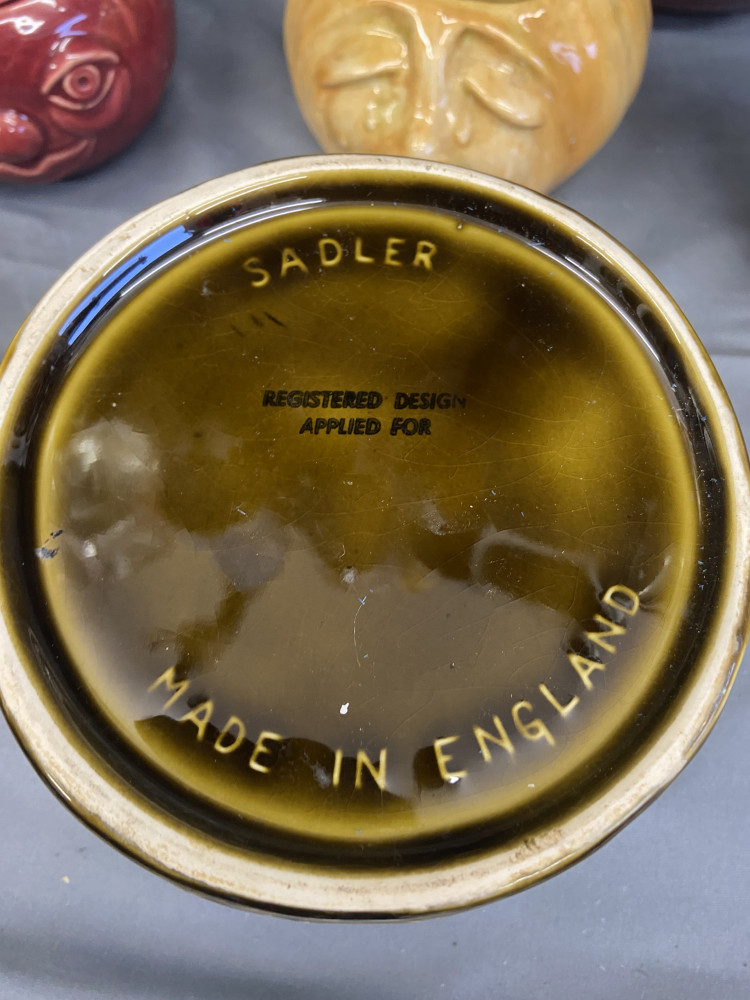 SADLER
REGISTERED DESIGN
APPLIED FOR
MADE IN ENGLAND